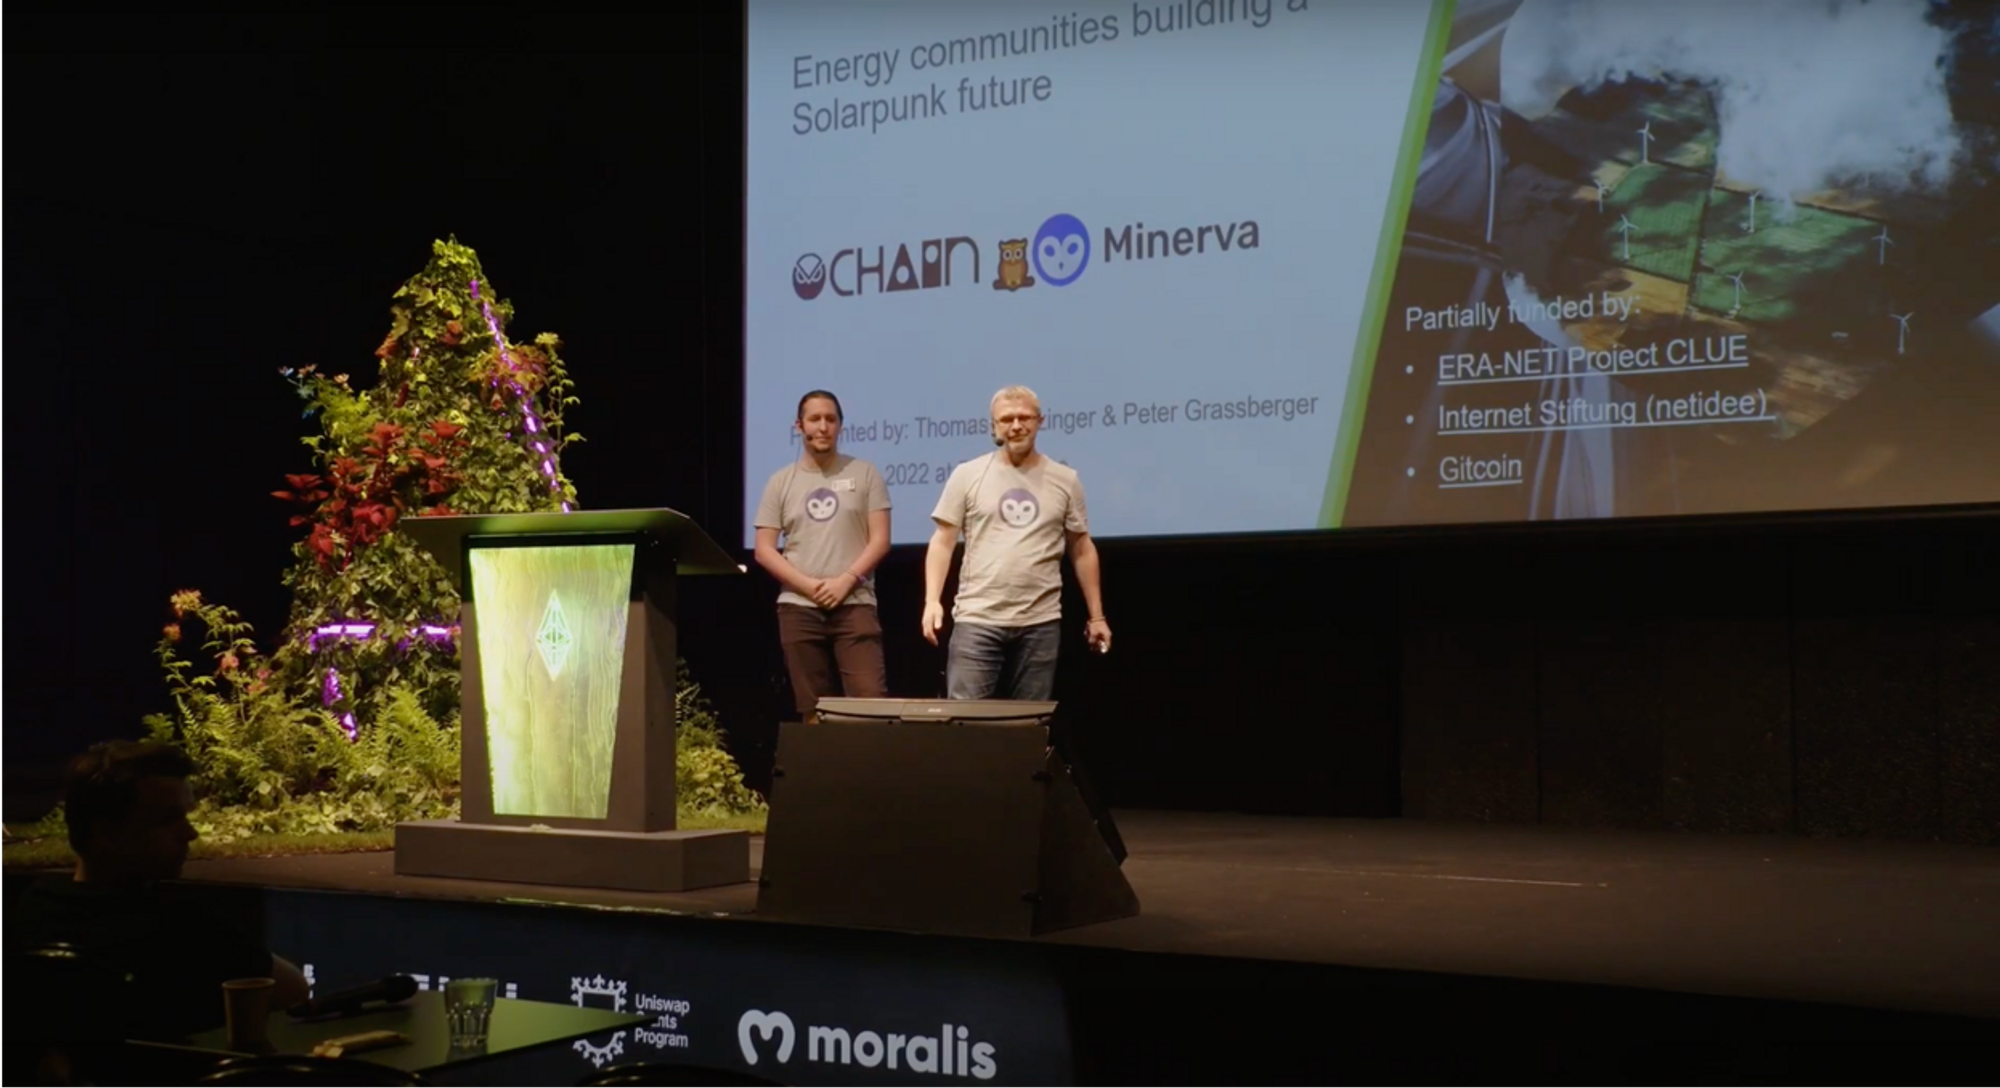 Energy communities building a
Solarpunk future
CHAIN
Minerva
Partially funded by:
• ERA-NET Project CLUE
• Internet Stiftung (netidee)
• Gitcoin
by: Thomas & Peter Grassberger
2022
Uniswap
Program
moralis